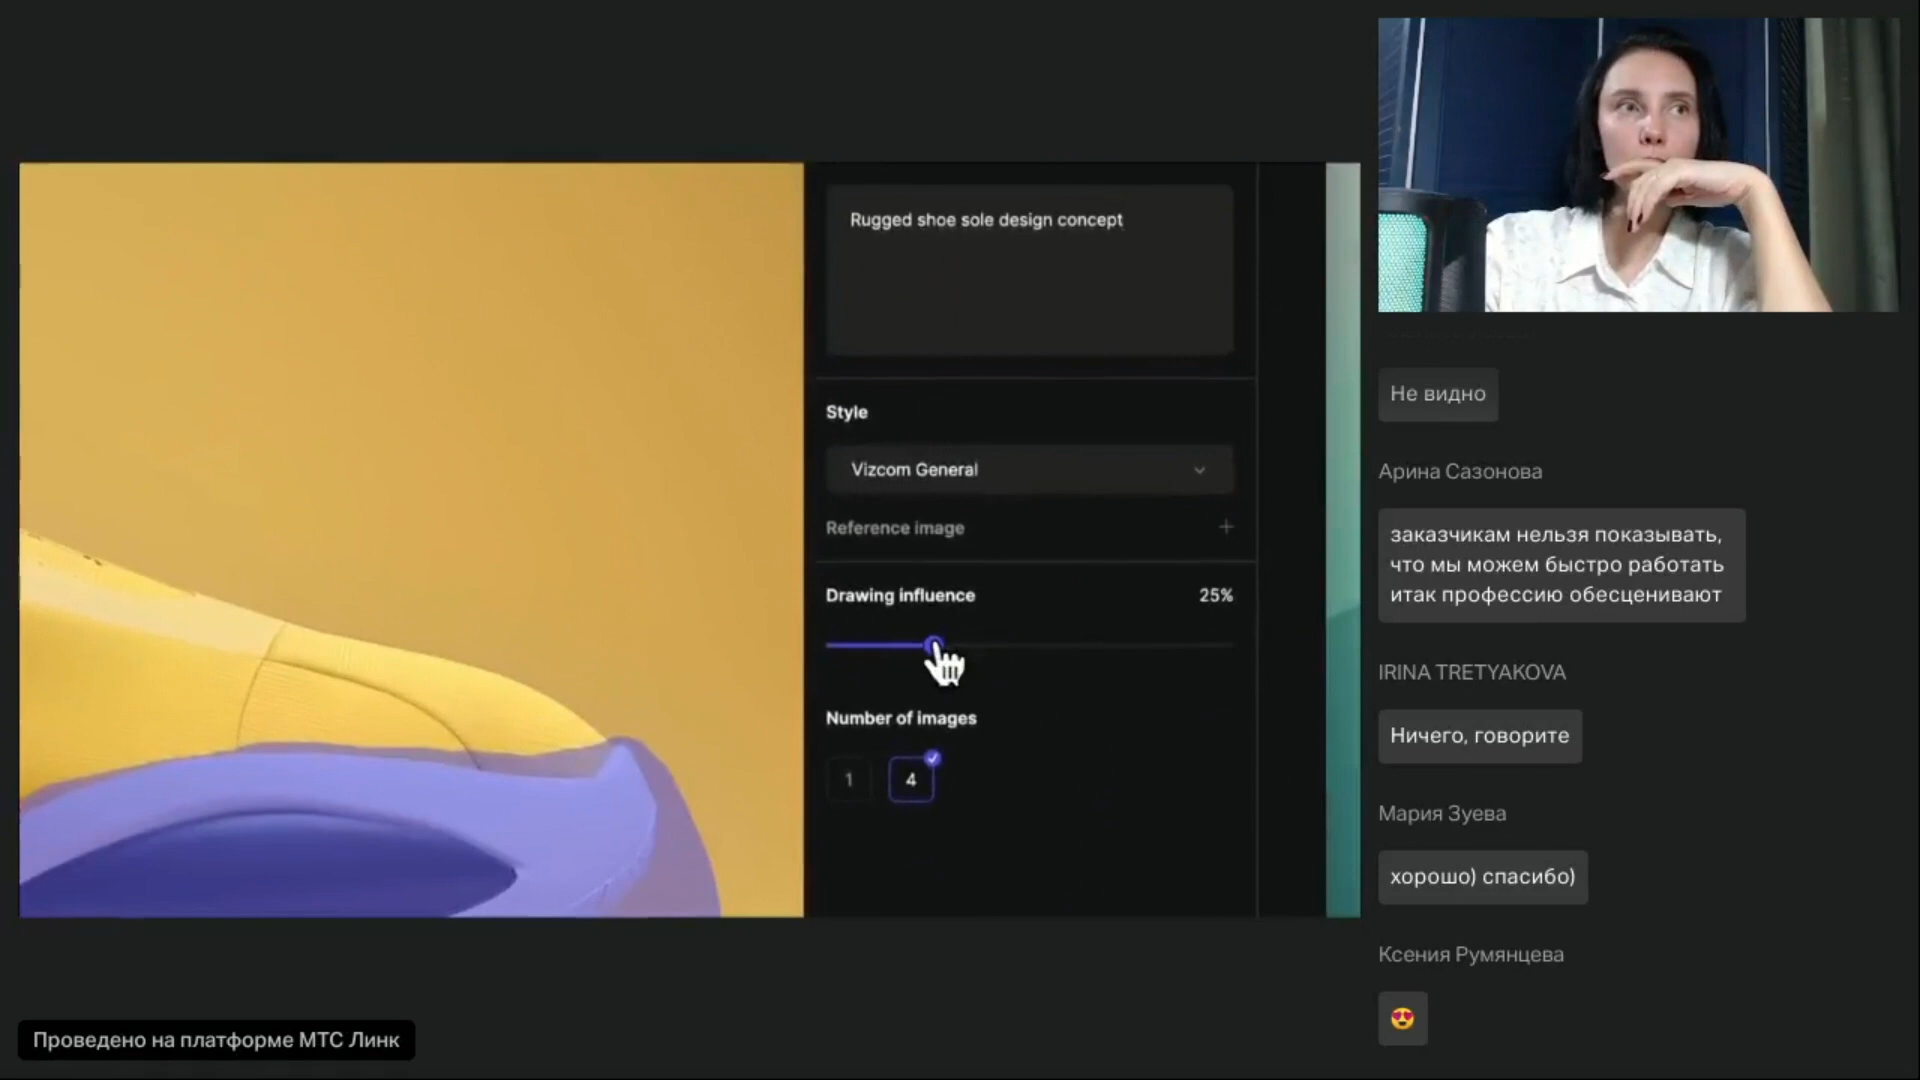 Rugged shoe sole design concept
Style
Vizcom General
Reference image
Drawing influence 25%
Number of images
1 4
Не видно
Арина Сазонова
заказчикам нельзя показывать,
что мы можем быстро работать
итак профессию обесценивают
IRINA TRETYAKOVA
Ничего, говорите
Мария Зуева
хорошо) спасибо)
Ксения Румянцева
😍
Проведено на платформе МТС Линк